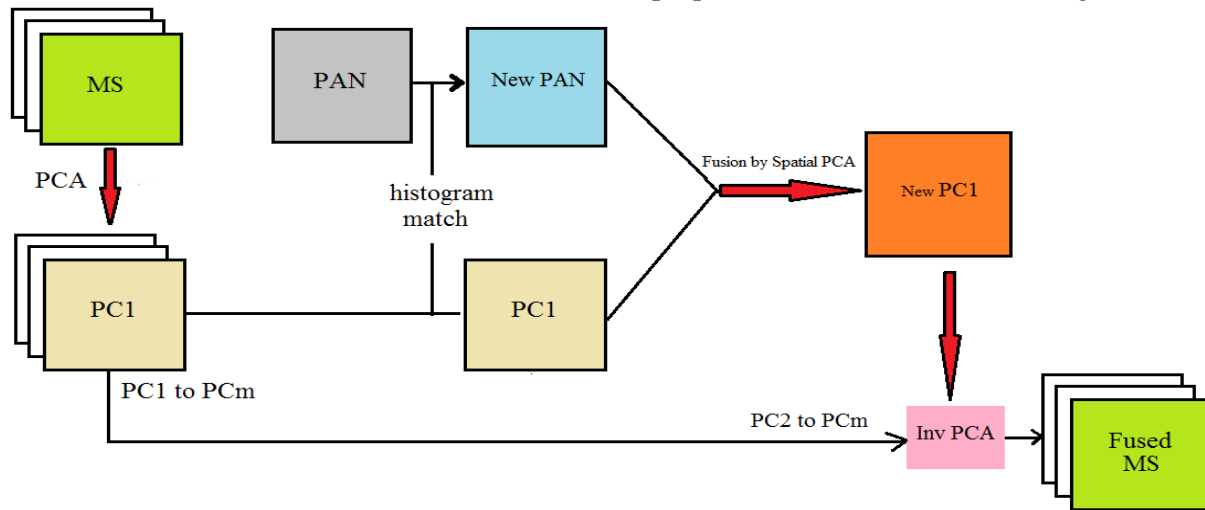 MS
PAN
New PAN
PCA
histogram
match
Fusion by Spatial PCA
New PC1
PC1
PC1
PC1 to PCm
PC2 to PCm
Inv PCA
Fused
MS